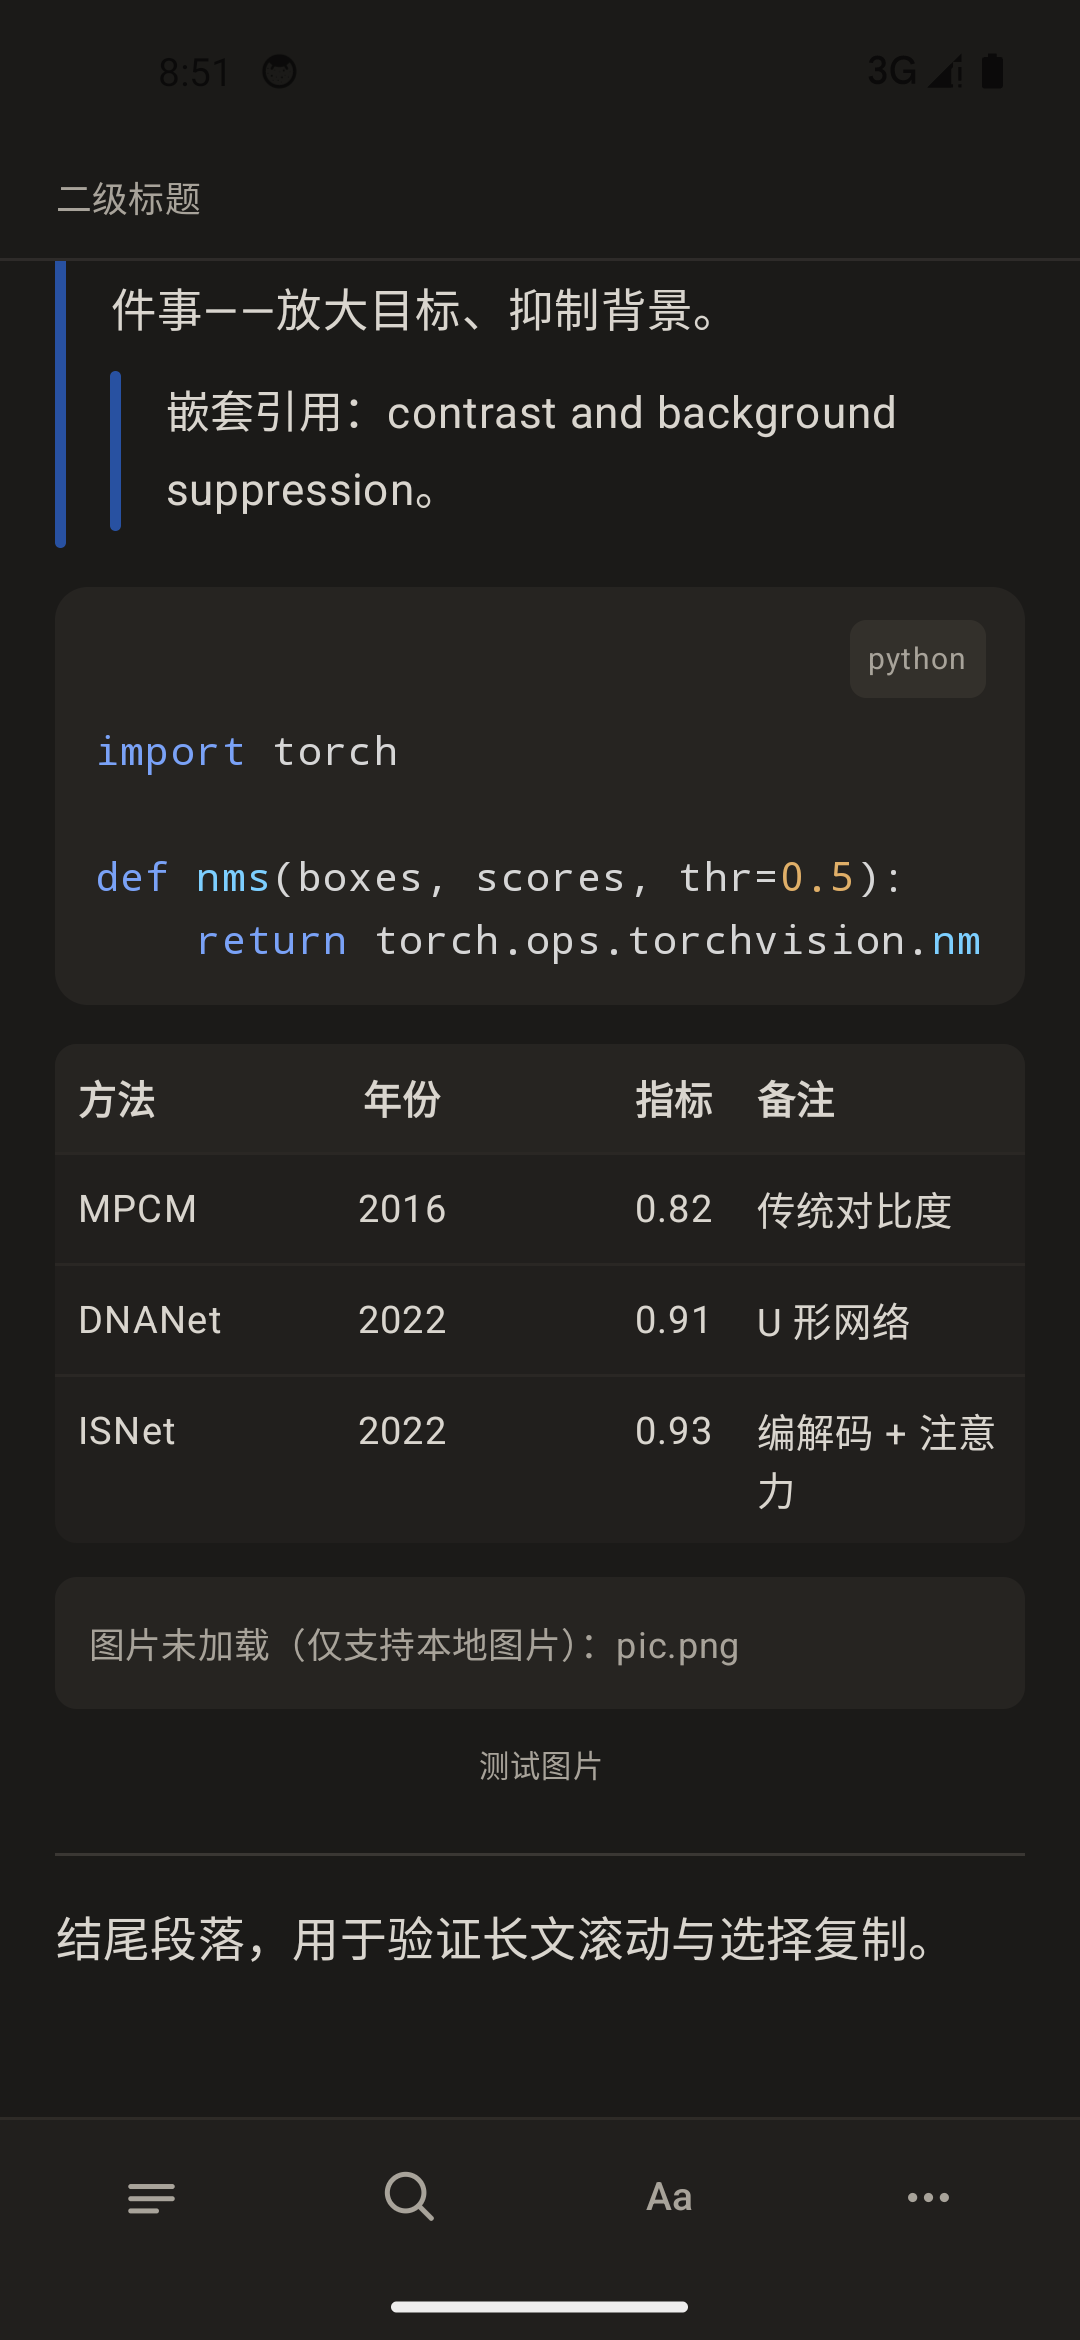 8:51 3G
二级标题
件事——放大目标、抑制背景。
嵌套引用：contrast and background
suppression。
python
import torch
def nms(boxes, scores, thr=0.5):
    return torch.ops.torchvision.nm
方法 年份 指标 备注
MPCM 2016 0.82 传统对比度
DNANet 2022 0.91 U 形网络
ISNet 2022 0.93 编解码 + 注意
力
图片未加载（仅支持本地图片）：pic.png
测试图片
结尾段落，用于验证长文滚动与选择复制。
Aa